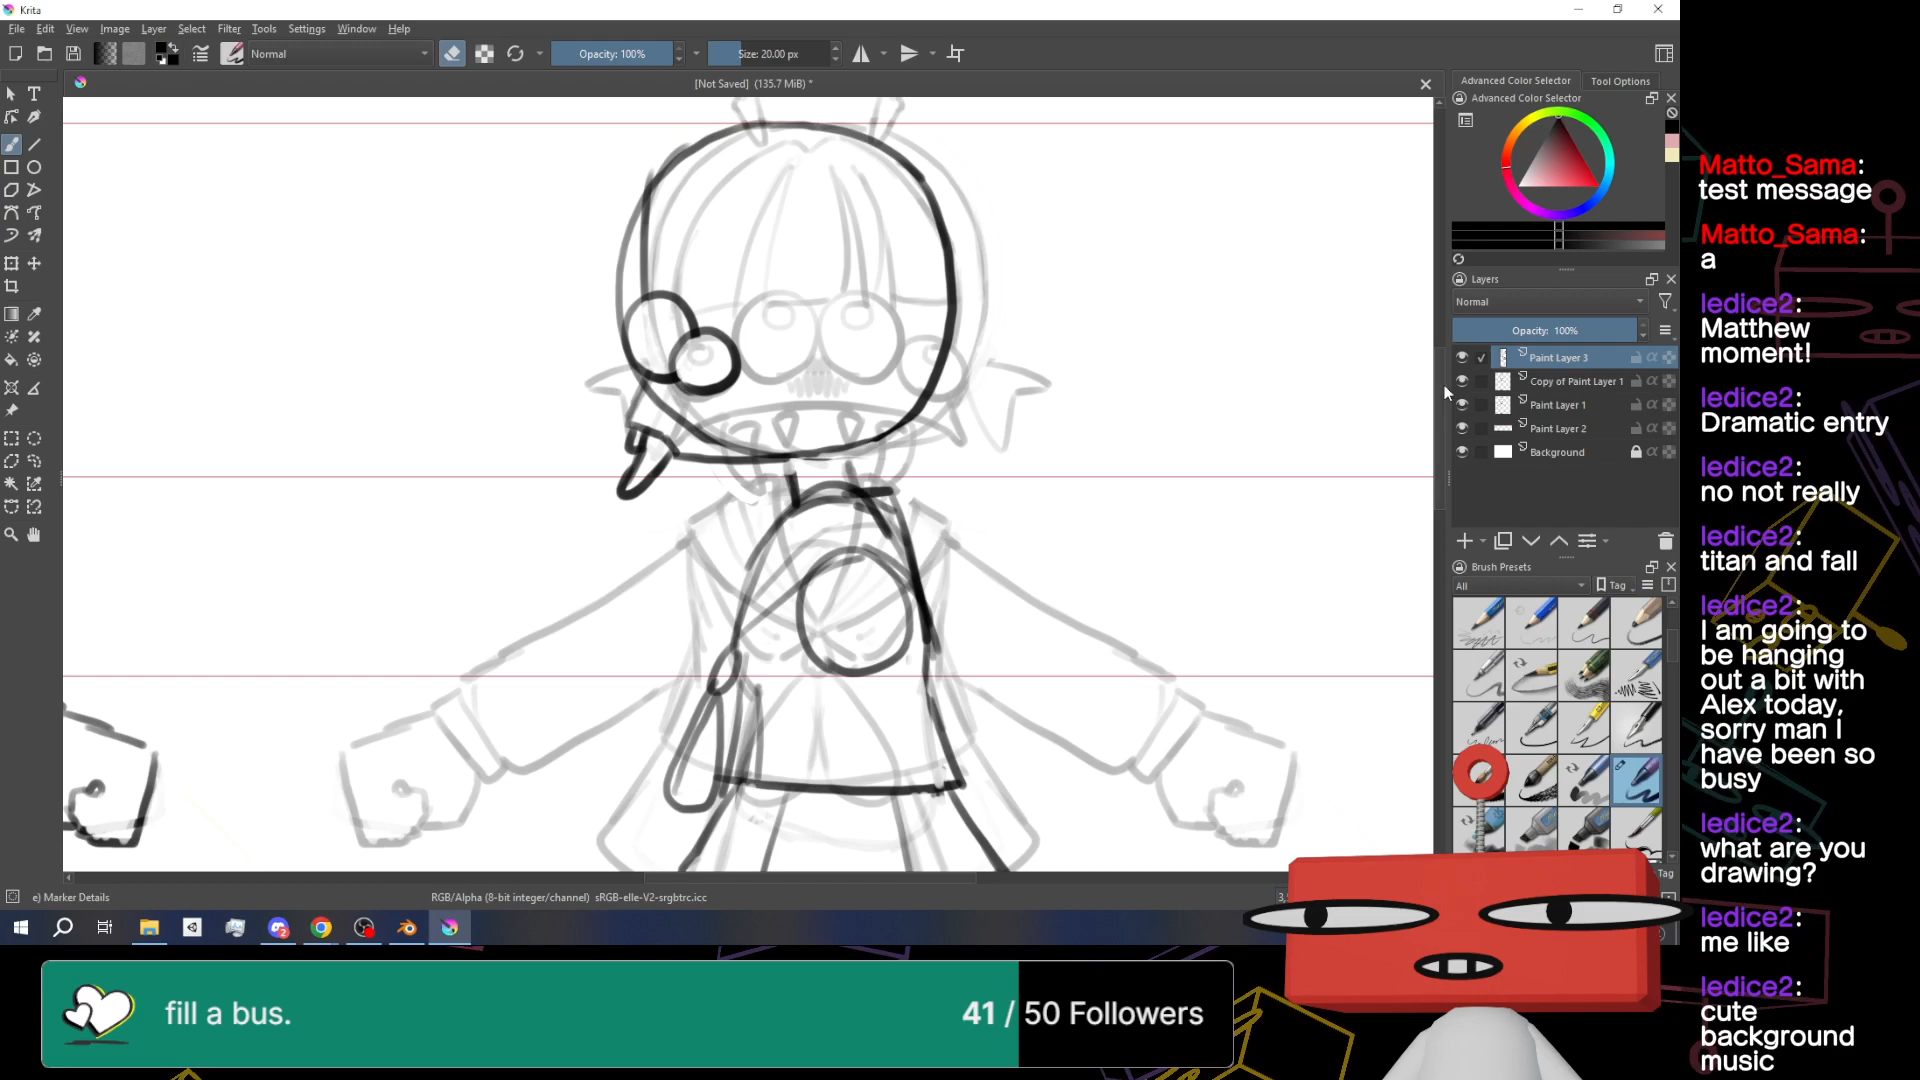 Krita
File Edit View Image Layer Select Filter Tools Settings Window Help
Normal
Opacity: 100%
Size: 20.00 px
[Not Saved] (135.7 MiB) *
Advanced Color Selector
Tool Options
Advanced Color Selector
Layers
Normal
Opacity: 100%
Paint Layer 3
Copy of Paint Layer 1
Paint Layer 1
Paint Layer 2
Background
Brush Presets
All
Tag
Tag
e) Marker Details
RGB/Alpha (8-bit integer/channel) sRGB-elle-V2-srgbtrc.icc
fill a bus.
41 / 50 Followers
Matto_Sama:
test message
Matto_Sama:
a
ledice2:
Matthew
moment!
ledice2:
Dramatic entry
ledice2:
no not really
ledice2:
titan and fall
ledice2:
I am going to
be hanging
out a bit with
Alex today,
sorry man I
have been so
busy
ledice2:
what are you
drawing?
ledice2:
me like
ledice2:
cute
background
music